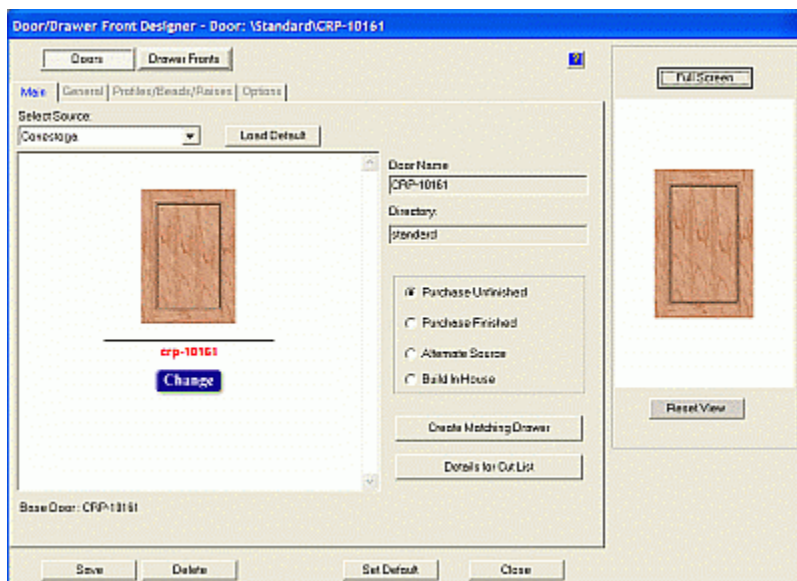 Door/Drawer Front Designer - Door: \Standard\CRP-10161
Doors
Drawer Fronts
?
Full Screen
Main
General
Profiles/Beads/Raises
Options
Select Source:
Conestoga
Load Default
Door Name
CRP-10161
Directory:
standard
Purchase Unfinished
Purchase Finished
Alternate Source
Build In House
crp-10161
Change
Reset View
Create Matching Drawer
Details for Cut List
Base Door: CRP-10161
Save
Delete
Set Default
Close